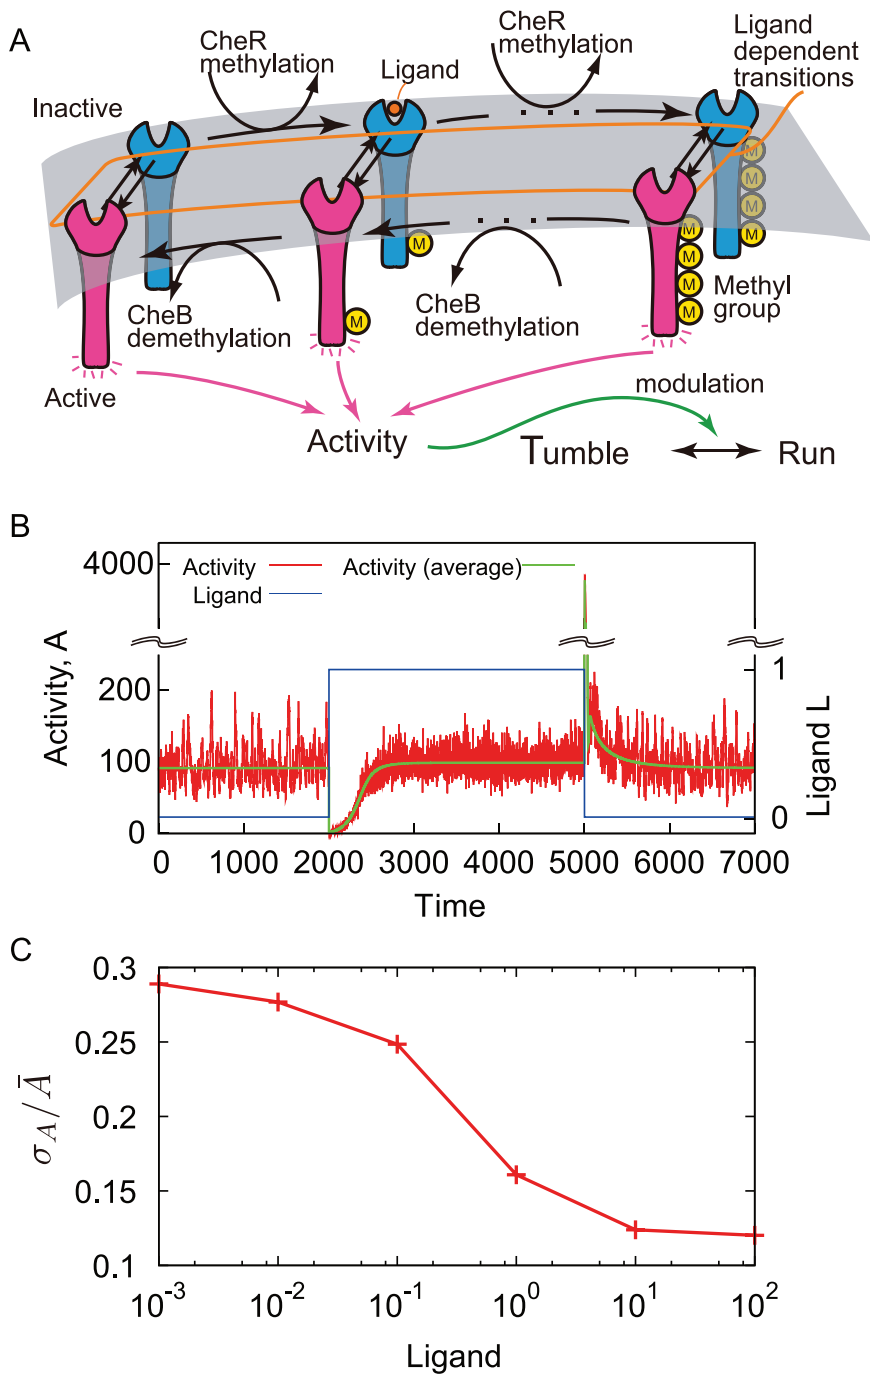 A
CheR
methylation
CheR
methylation
Ligand
dependent
transitions
Ligand
Inactive
M
M
M
M
M
M
M
M
M
M
CheB
demethylation
CheB
demethylation
Methyl
group
Active
modulation
Activity
Tumble
Run
B
4000
Activity
Activity (average)
Ligand
Activity, A
200
100
0
1
0
Ligand L
0 1000 2000 3000 4000 5000 6000 7000
Time
C
0.3
0.25
0.2
0.15
0.1
σ_A / Ā
10⁻³ 10⁻² 10⁻¹ 10⁰ 10¹ 10²
Ligand